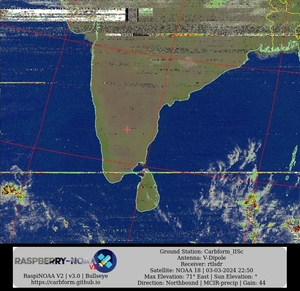 RASPBERRY-NOAA
V2
RaspiNOAA V2 | v3.0 | Bullseye
https://carbform.github.io
Ground Station: Carbform_IISc
Antenna: V-Dipole
Receiver: rtlsdr
Satellite: NOAA 18 | 03-03-2024 22:50
Max Elevation: 71° East | Sun Elevation: °
Direction: Northbound | MCIR-precip | Gain: 44